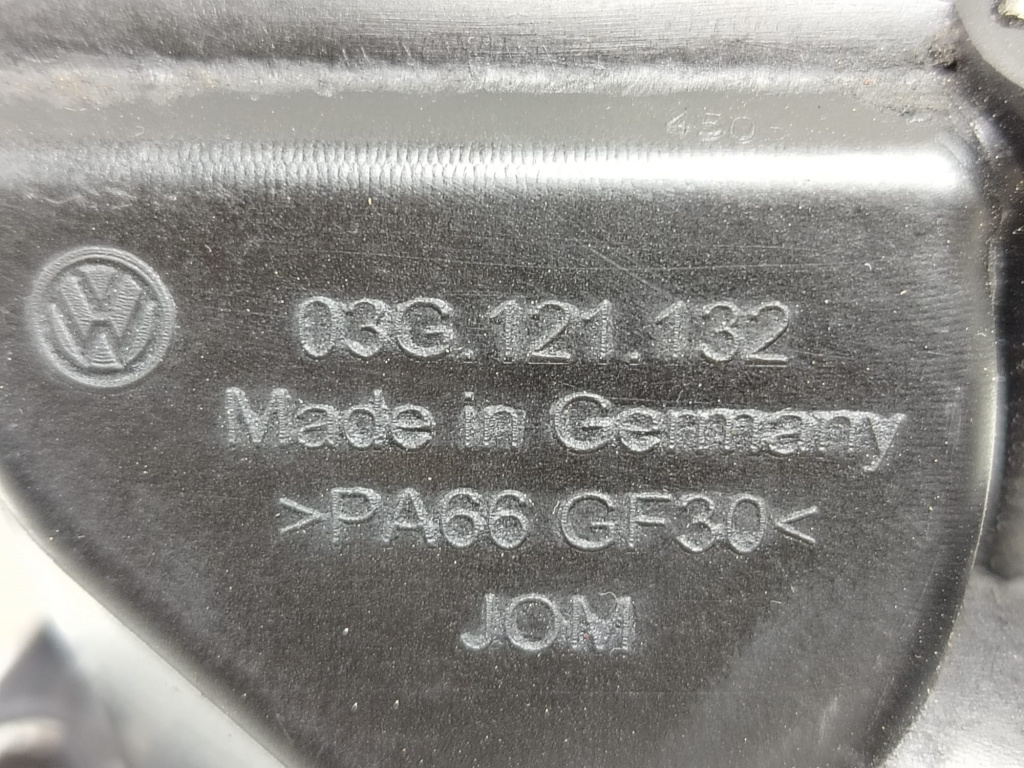 03G.121.132
Made in Germany
>PA66 GF30<
JOM